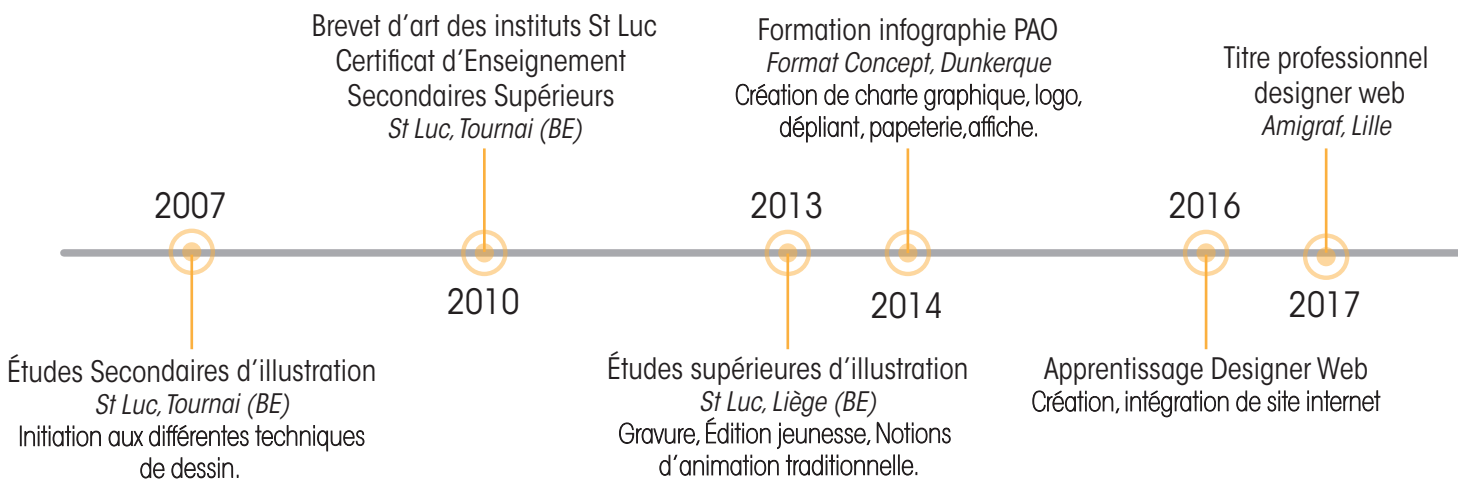 Brevet d’art des instituts St Luc
Certificat d’Enseignement
Secondaires Supérieurs
St Luc, Tournai (BE)
Formation infographie PAO
Format Concept, Dunkerque
Création de charte graphique, logo,
dépliant, papeterie,affiche.
Titre professionnel
designer web
Amigraf, Lille
2007
2013
2016
2010
2014
2017
Études Secondaires d’illustration
St Luc, Tournai (BE)
Initiation aux différentes techniques
de dessin.
Études supérieures d’illustration
St Luc, Liège (BE)
Gravure, Édition jeunesse, Notions
d’animation traditionnelle.
Apprentissage Designer Web
Création, intégration de site internet